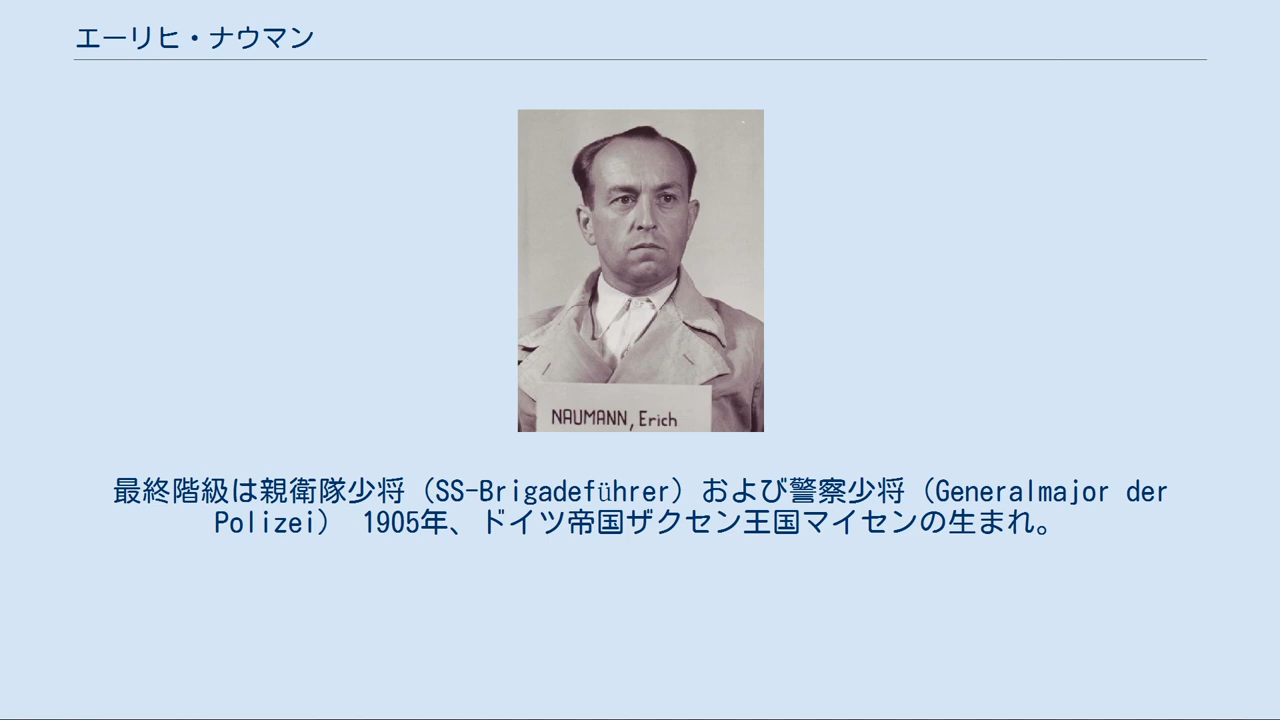 エーリヒ・ナウマン
NAUMANN, Erich
最終階級は親衛隊少将（SS-Brigadeführer）および警察少将（Generalmajor der
Polizei） 1905年、ドイツ帝国ザクセン王国マイセンの生まれ。